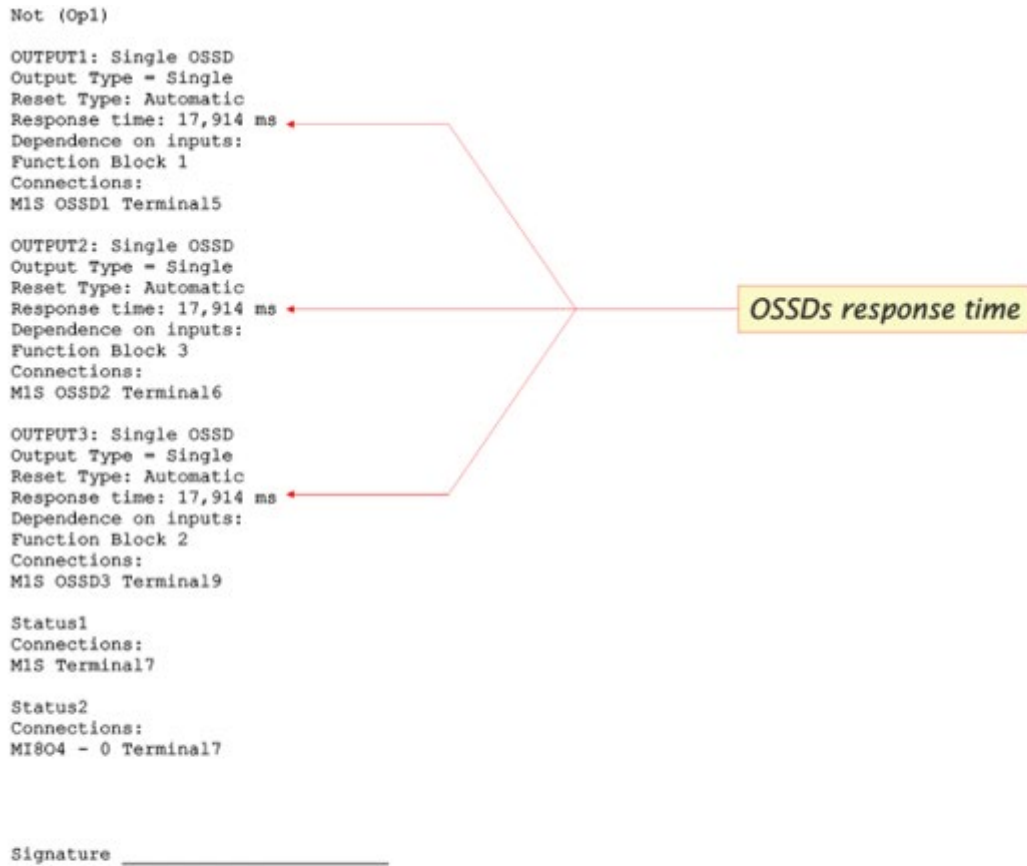 Not (Op1)
OUTPUT1: Single OSSD
Output Type = Single
Reset Type: Automatic
Response time: 17,914 ms
Dependence on inputs:
Function Block 1
Connections:
M1S OSSD1 Terminal5
OUTPUT2: Single OSSD
Output Type = Single
Reset Type: Automatic
Response time: 17,914 ms
Dependence on inputs:
Function Block 3
Connections:
M1S OSSD2 Terminal6
OUTPUT3: Single OSSD
Output Type = Single
Reset Type: Automatic
Response time: 17,914 ms
Dependence on inputs:
Function Block 2
Connections:
M1S OSSD3 Terminal9
Status1
Connections:
M1S Terminal7
Status2
Connections:
MI8O4 - 0 Terminal7
Signature
OSSDs response time